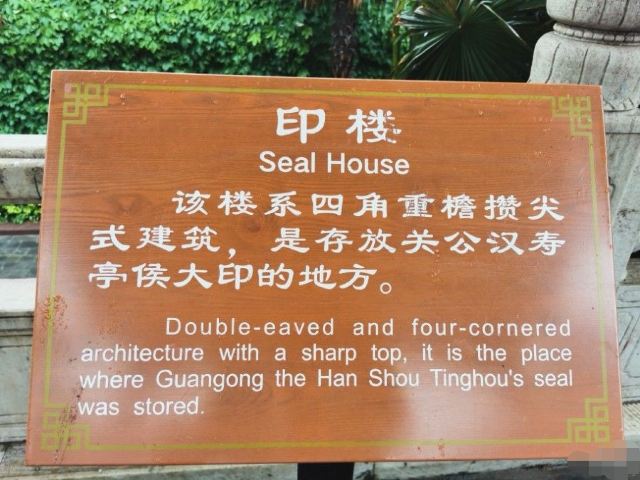 印楼
Seal House
该楼系四角重檐攒尖
式建筑，是存放关公汉寿
亭侯大印的地方。
Double-eaved and four-cornered
architecture with a sharp top, it is the place
where Guangong the Han Shou Tinghou's seal
was stored.